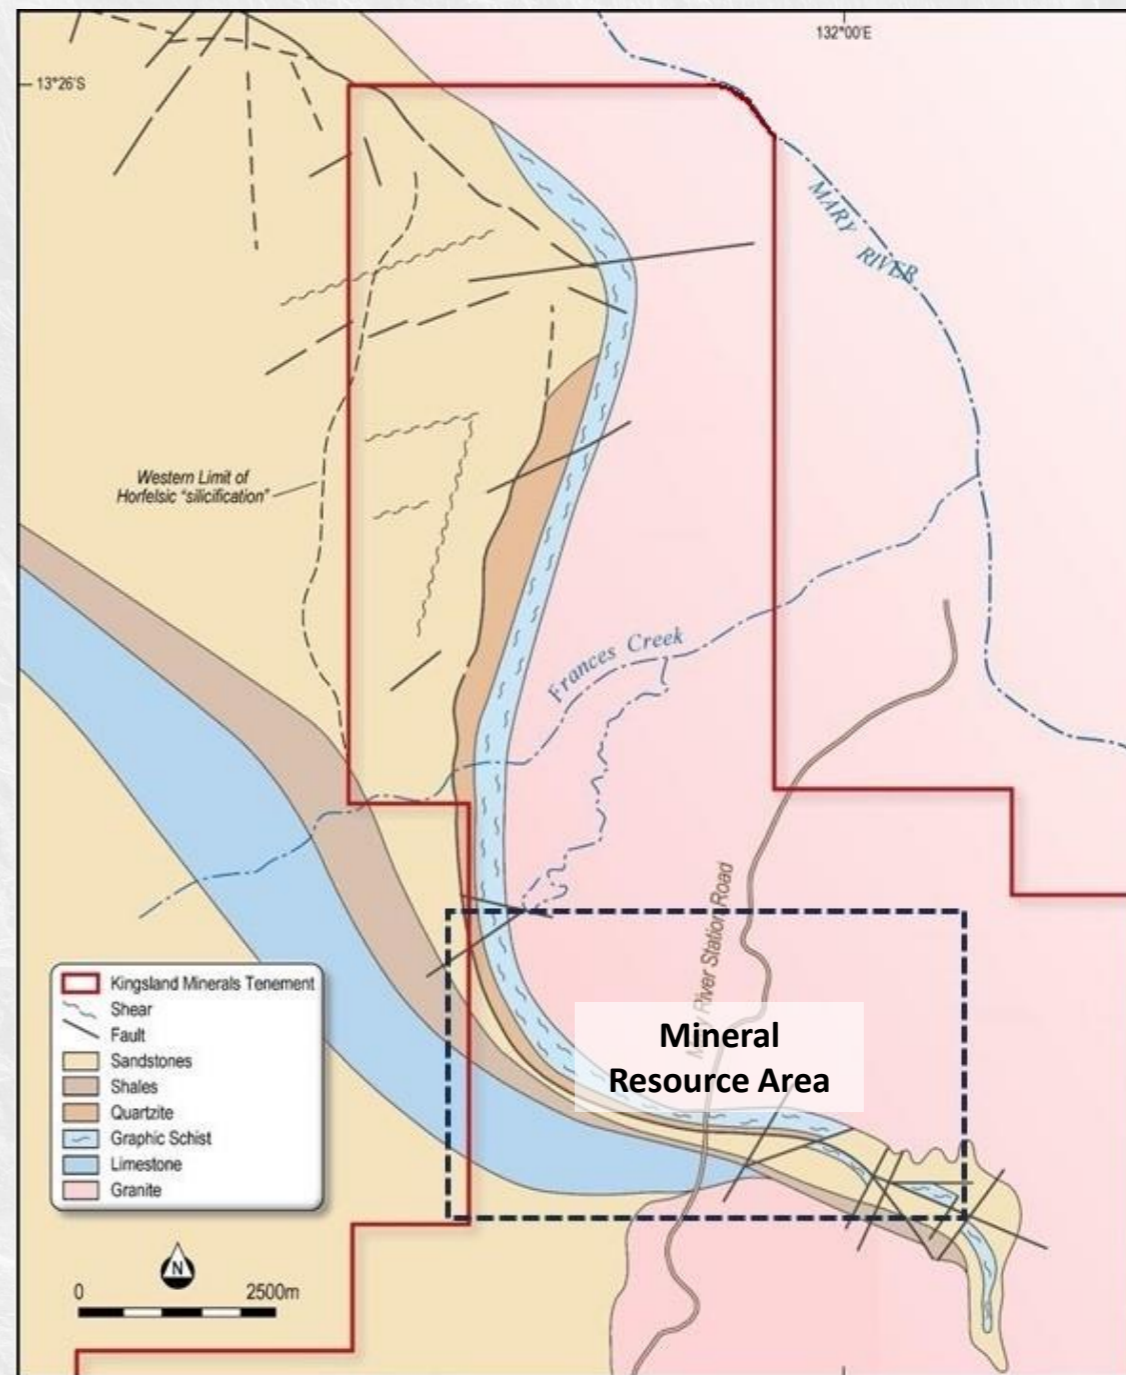 132°00'E
13°26'S
MARY RIVER
Western Limit of
Horfelsic "silicification"
Frances Creek
River Station Road
Mineral
Resource Area
Kingsland Minerals Tenement
Shear
Fault
Sandstones
Shales
Quartzite
Graphic Schist
Limestone
Granite
N
0 2500m